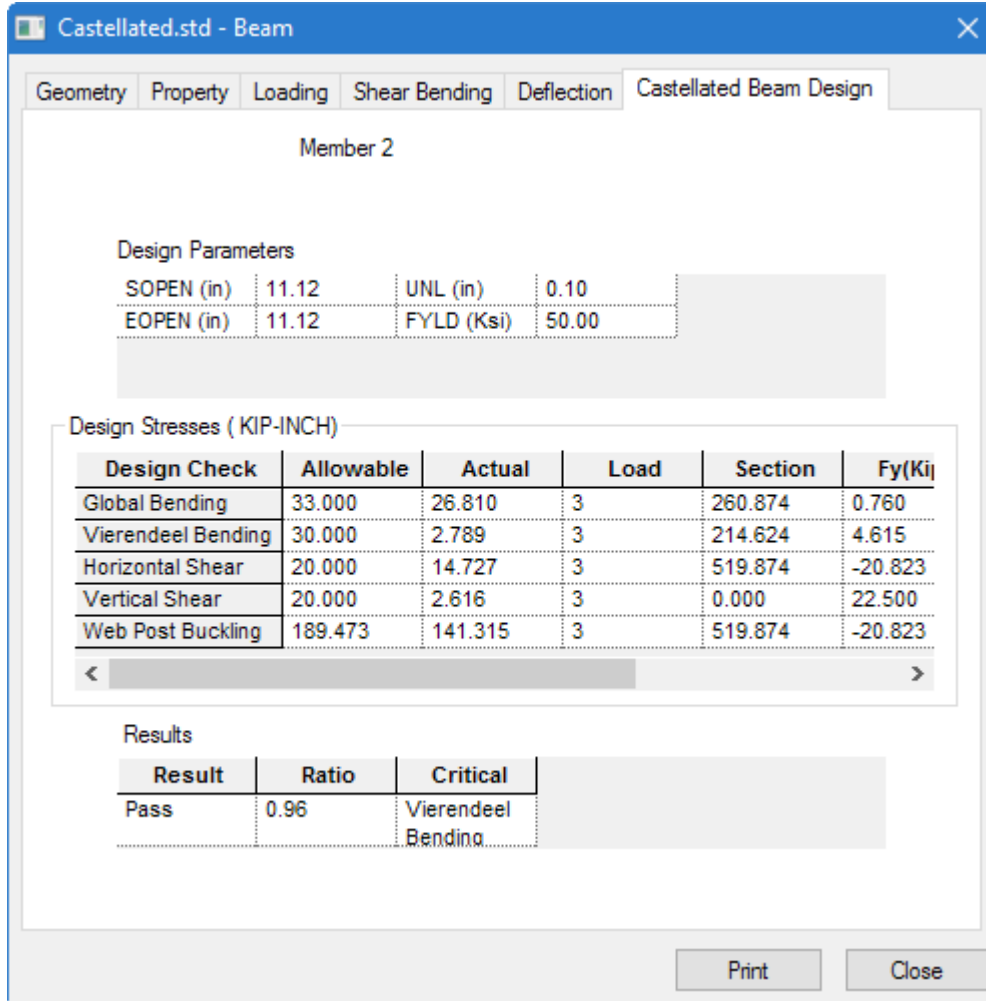 Castellated.std - Beam
Geometry Property Loading Shear Bending Deflection Castellated Beam Design
Member 2
Design Parameters
SOPEN (in) 11.12 UNL (in) 0.10
EOPEN (in) 11.12 FYLD (Ksi) 50.00
Design Stresses ( KIP-INCH)
Design Check Allowable Actual Load Section Fy(Kip
Global Bending 33.000 26.810 3 260.874 0.760
Vierendeel Bending 30.000 2.789 3 214.624 4.615
Horizontal Shear 20.000 14.727 3 519.874 -20.823
Vertical Shear 20.000 2.616 3 0.000 22.500
Web Post Buckling 189.473 141.315 3 519.874 -20.823
Results
Result Ratio Critical
Pass 0.96 Vierendeel
Bending
Print Close